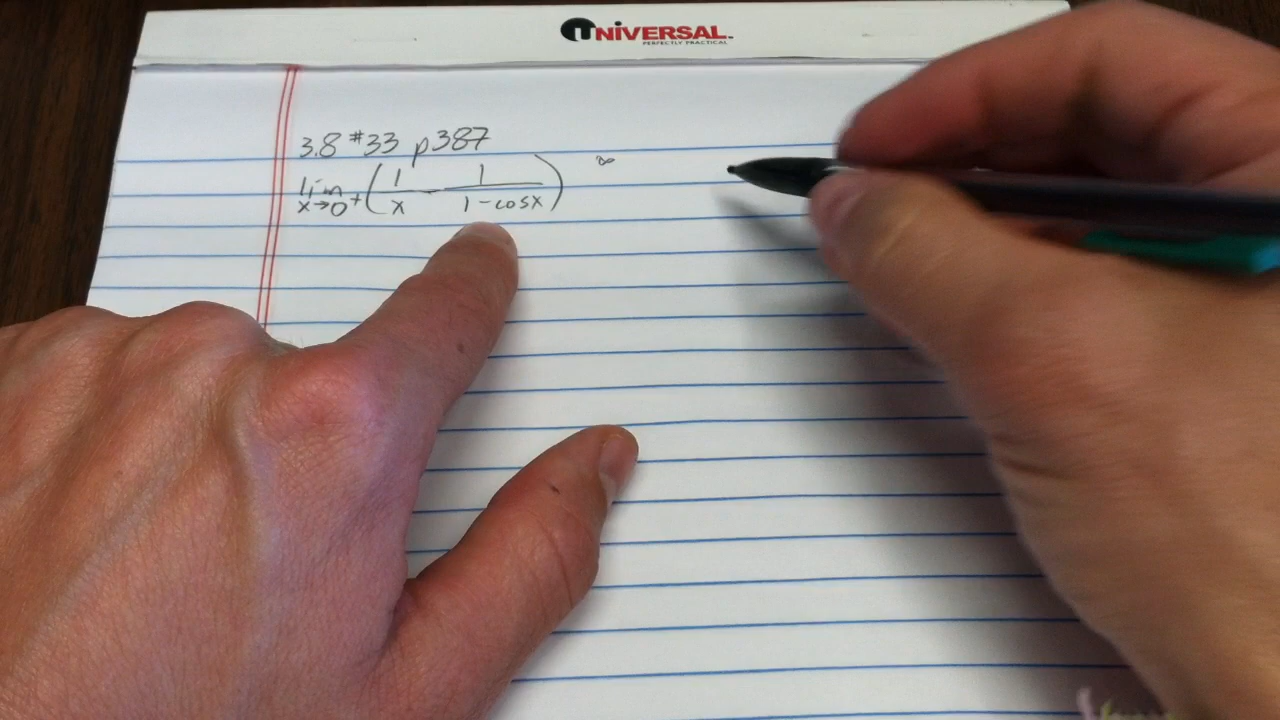 UNIVERSAL.
PERFECTLY PRACTICAL
3.8 #33 p387
lim x→0+ (1/x - 1/(1-cosx)) ∞